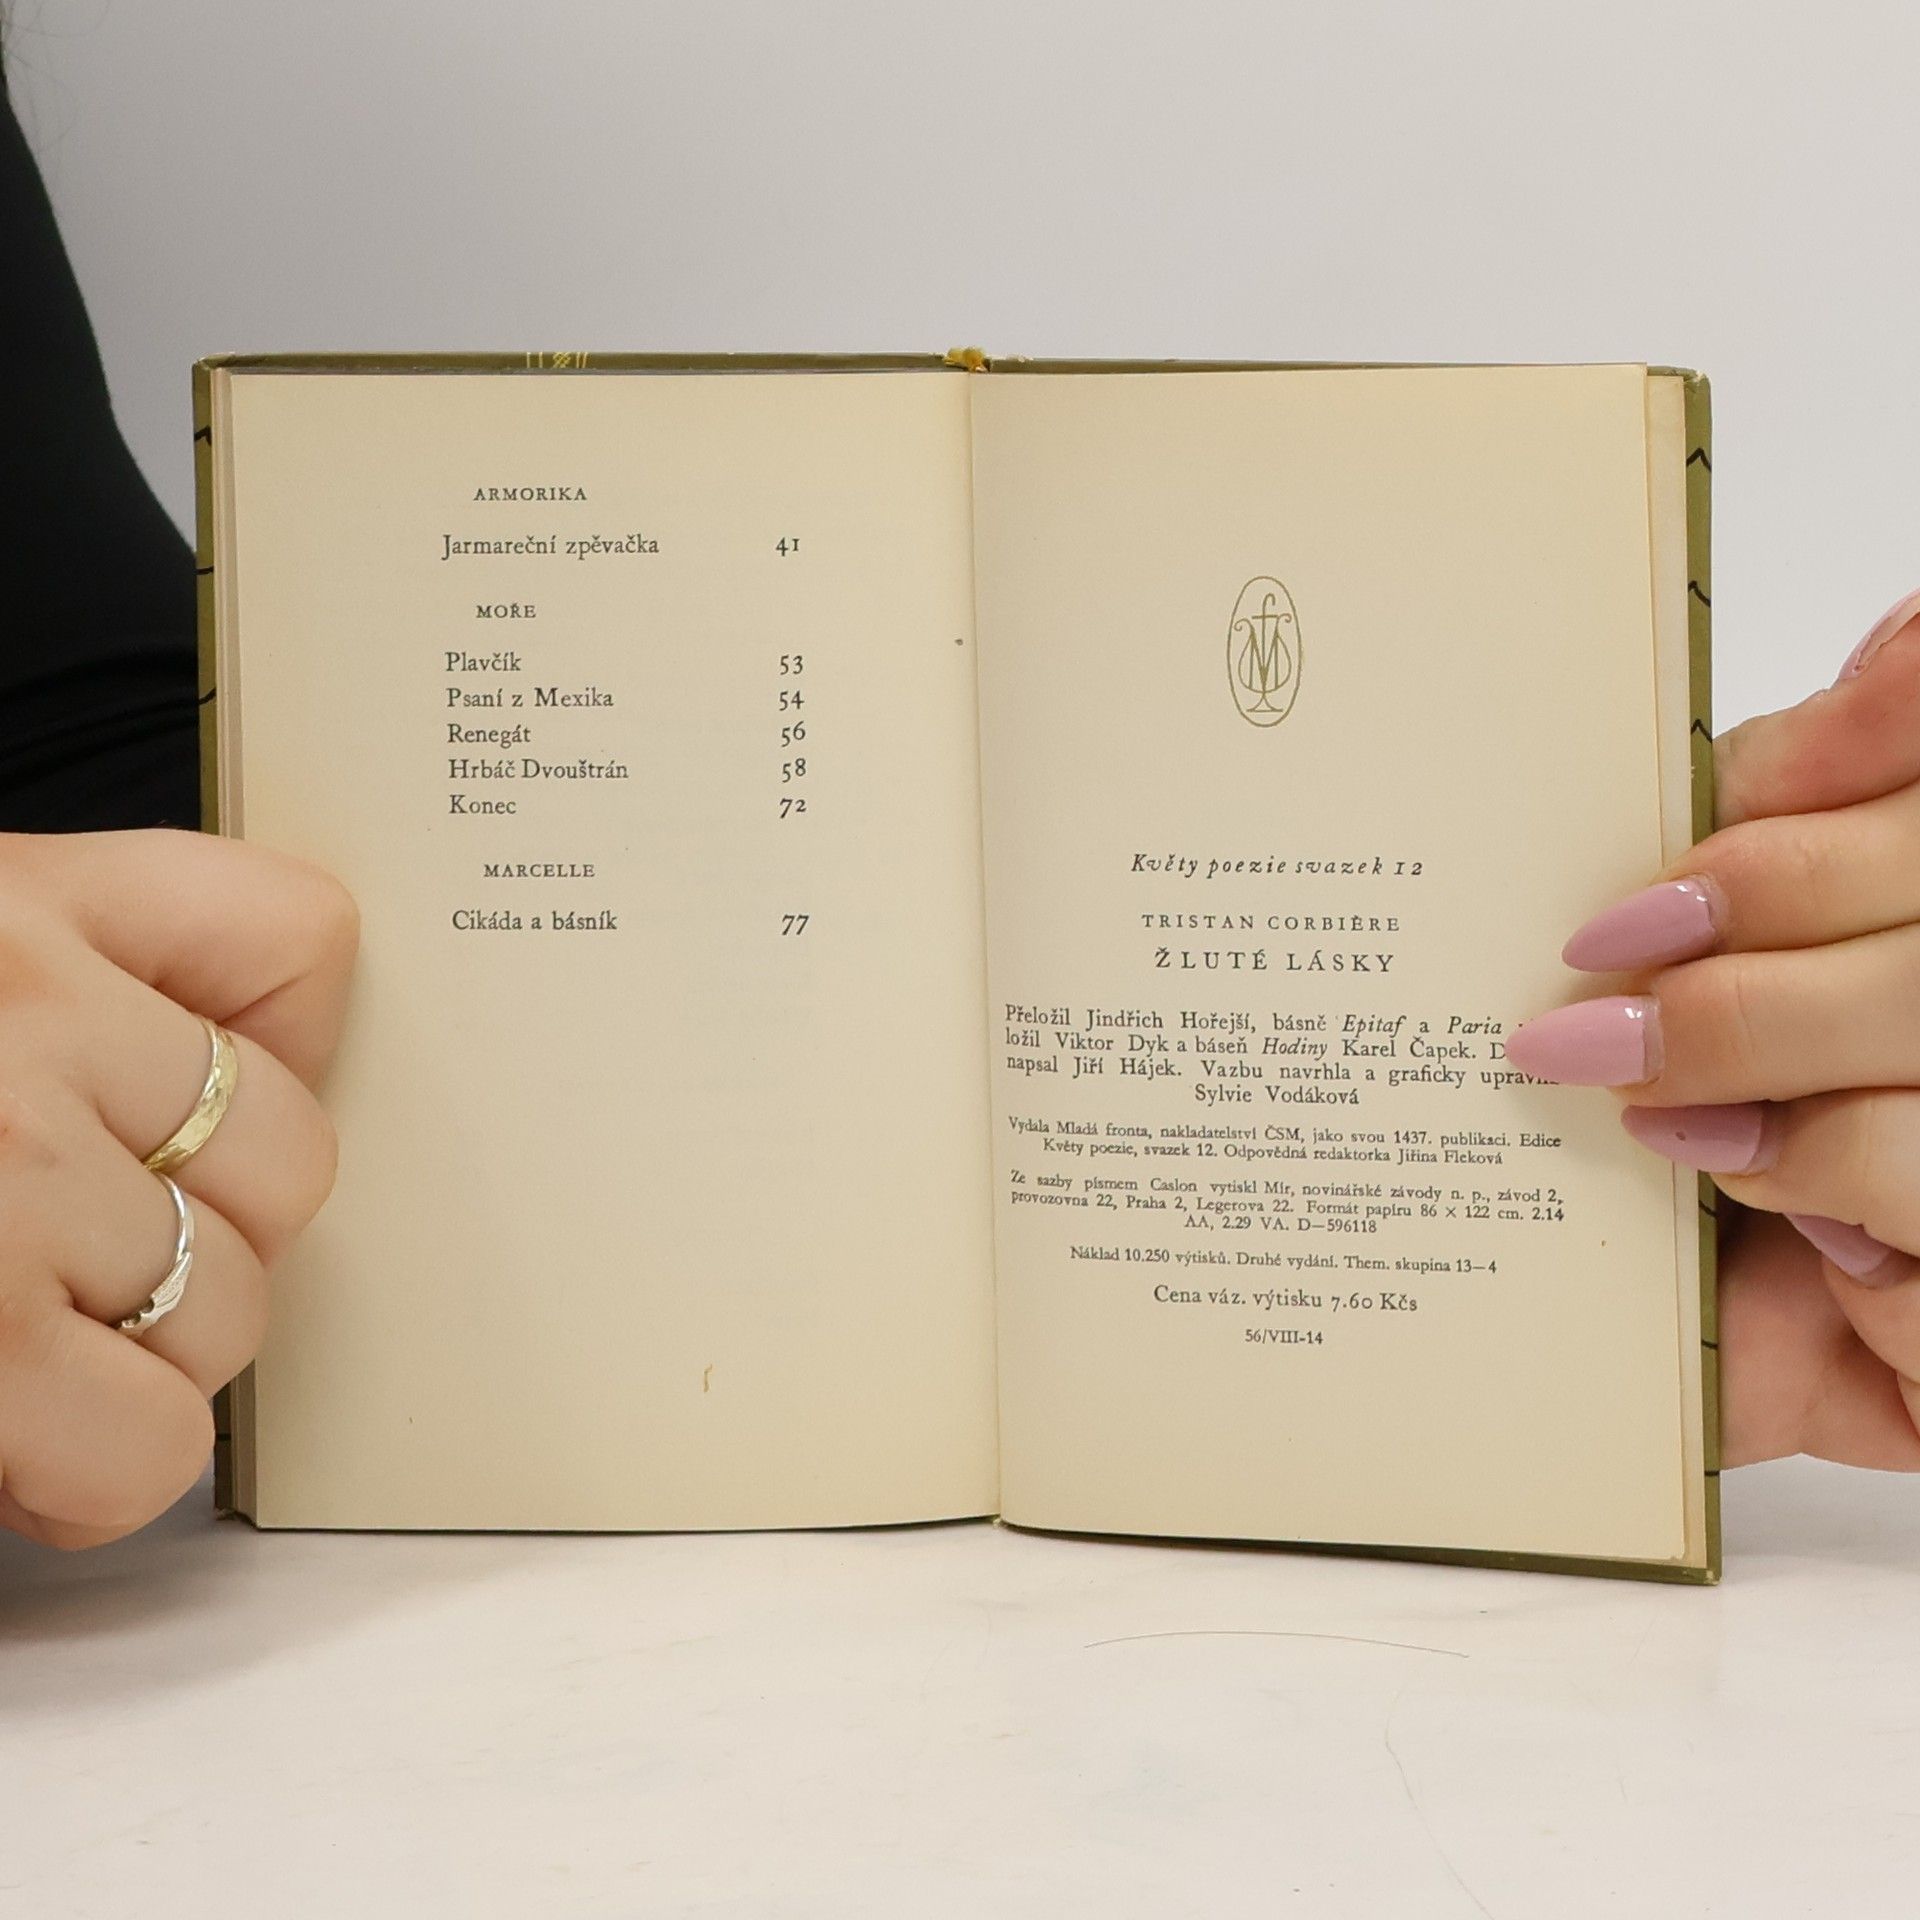 ARMORIKA
Jarmareční zpěvačka 41
MOŘE
Plavčík 53
Psaní z Mexika 54
Renegát 56
Hrbáč Dvouštrán 58
Konec 72
MARCELLE
Cikáda a básník 77
Květy poezie svazek 12
TRISTAN CORBIÈRE
ŽLUTÉ LÁSKY
Přeložil Jindřich Hořejší, básně Epitaf a Paria
ložil Viktor Dyk a báseň Hodiny Karel Čapek.
napsal Jiří Hájek. Vazbu navrhla a graficky
Sylvie Vodáková
Vydala Mladá fronta, nakladatelství ČSM, jako svou 1437. publikaci. Edice
Květy poezie, svazek 12. Odpovědná redaktorka Jiřina Fleková
Ze sazby písmem Caslon vytiskl Mír, novinářské závody n. p., závod 2,
provozovna 22, Praha 2, Legerova 22. Formát papíru 86 × 122 cm. 2.14
AA, 2.29 VA. D—596118
Náklad 10.250 výtisků. Druhé vydání. Them. skupina 13—4
Cena váz. výtisku 7.60 Kčs
56/VIII-14